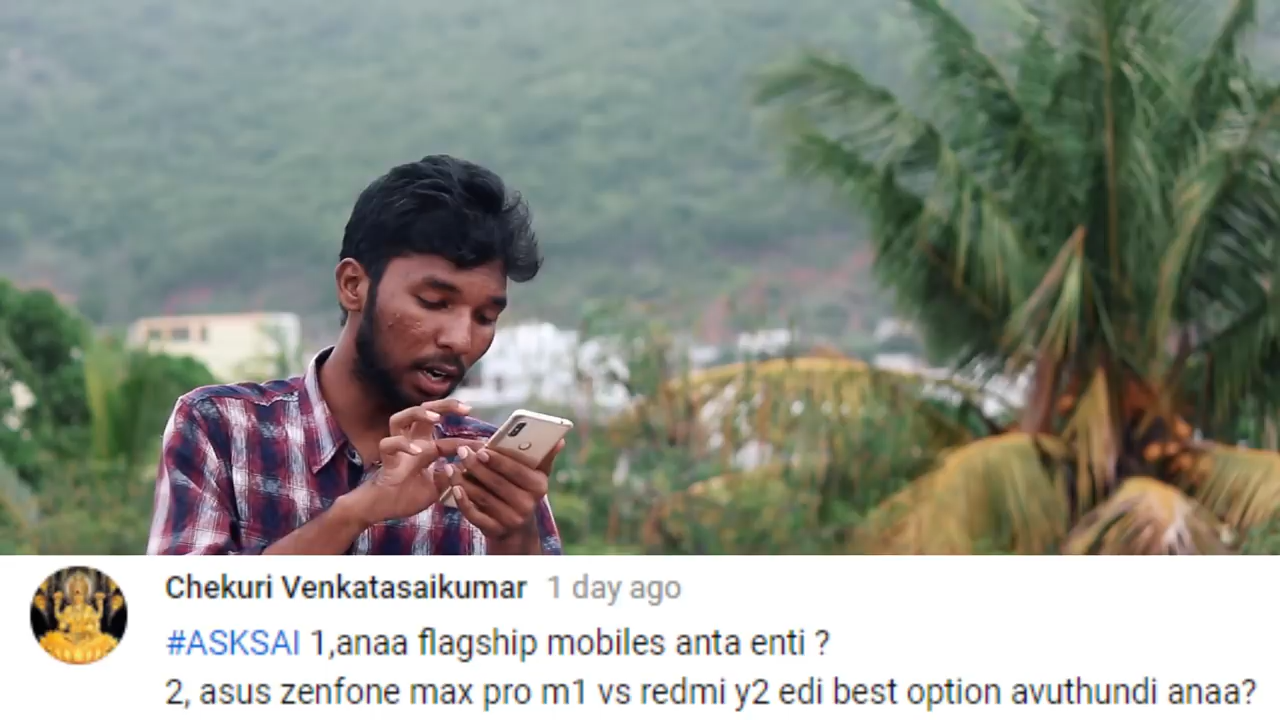 Chekuri Venkatasaikumar 1 day ago
#ASKSAI 1,anaa flagship mobiles anta enti ?
2, asus zenfone max pro m1 vs redmi y2 edi best option avuthundi anaa?